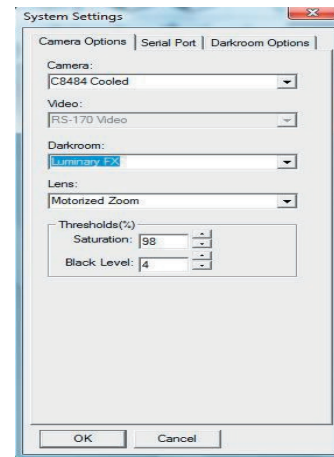 System Settings
Camera Options
Serial Port
Darkroom Options
Camera:
C8484 Cooled
Video:
RS-170 Video
Darkroom:
Luminary FX
Lens:
Motorized Zoom
Thresholds(%)
Saturation: 98
Black Level: 4
OK
Cancel